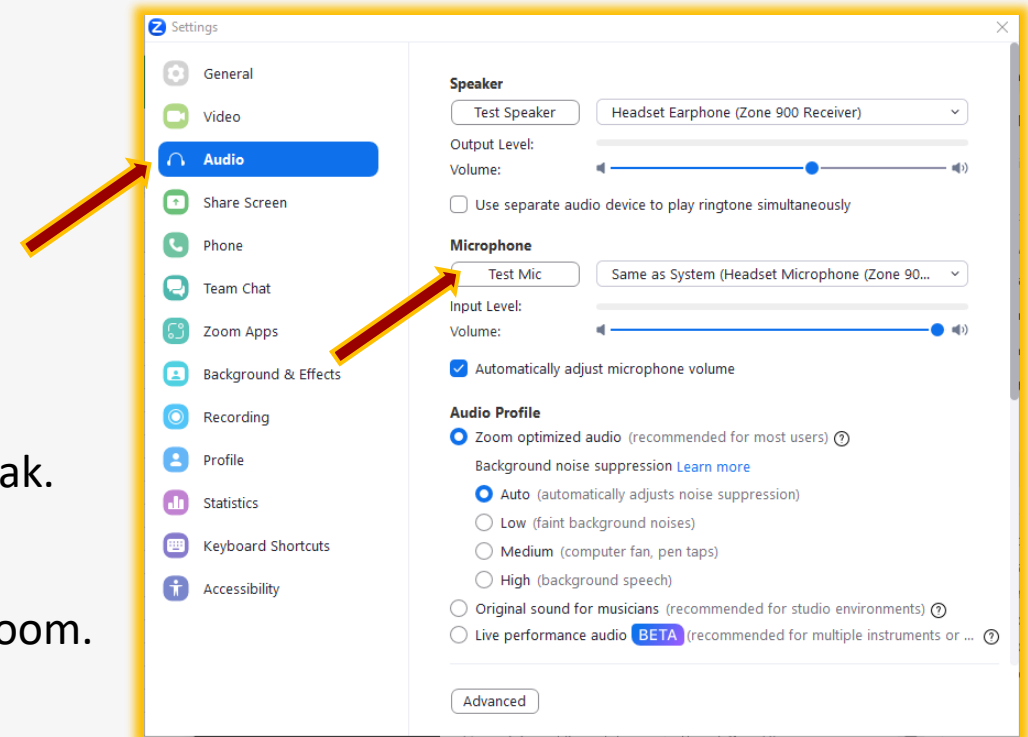 Settings
General
Video
Audio
Share Screen
Phone
Team Chat
Zoom Apps
Background & Effects
Recording
Profile
Statistics
Keyboard Shortcuts
Accessibility
Speaker
Test Speaker Headset Earphone (Zone 900 Receiver)
Output Level:
Volume:
Use separate audio device to play ringtone simultaneously
Microphone
Test Mic Same as System (Headset Microphone (Zone 90...
Input Level:
Volume:
Automatically adjust microphone volume
Audio Profile
Zoom optimized audio (recommended for most users) ?
Background noise suppression Learn more
Auto (automatically adjusts noise suppression)
Low (faint background noises)
Medium (computer fan, pen taps)
High (background speech)
Original sound for musicians (recommended for studio environments) ?
Live performance audio BETA (recommended for multiple instruments or ... ?
Advanced
ak.
oom.